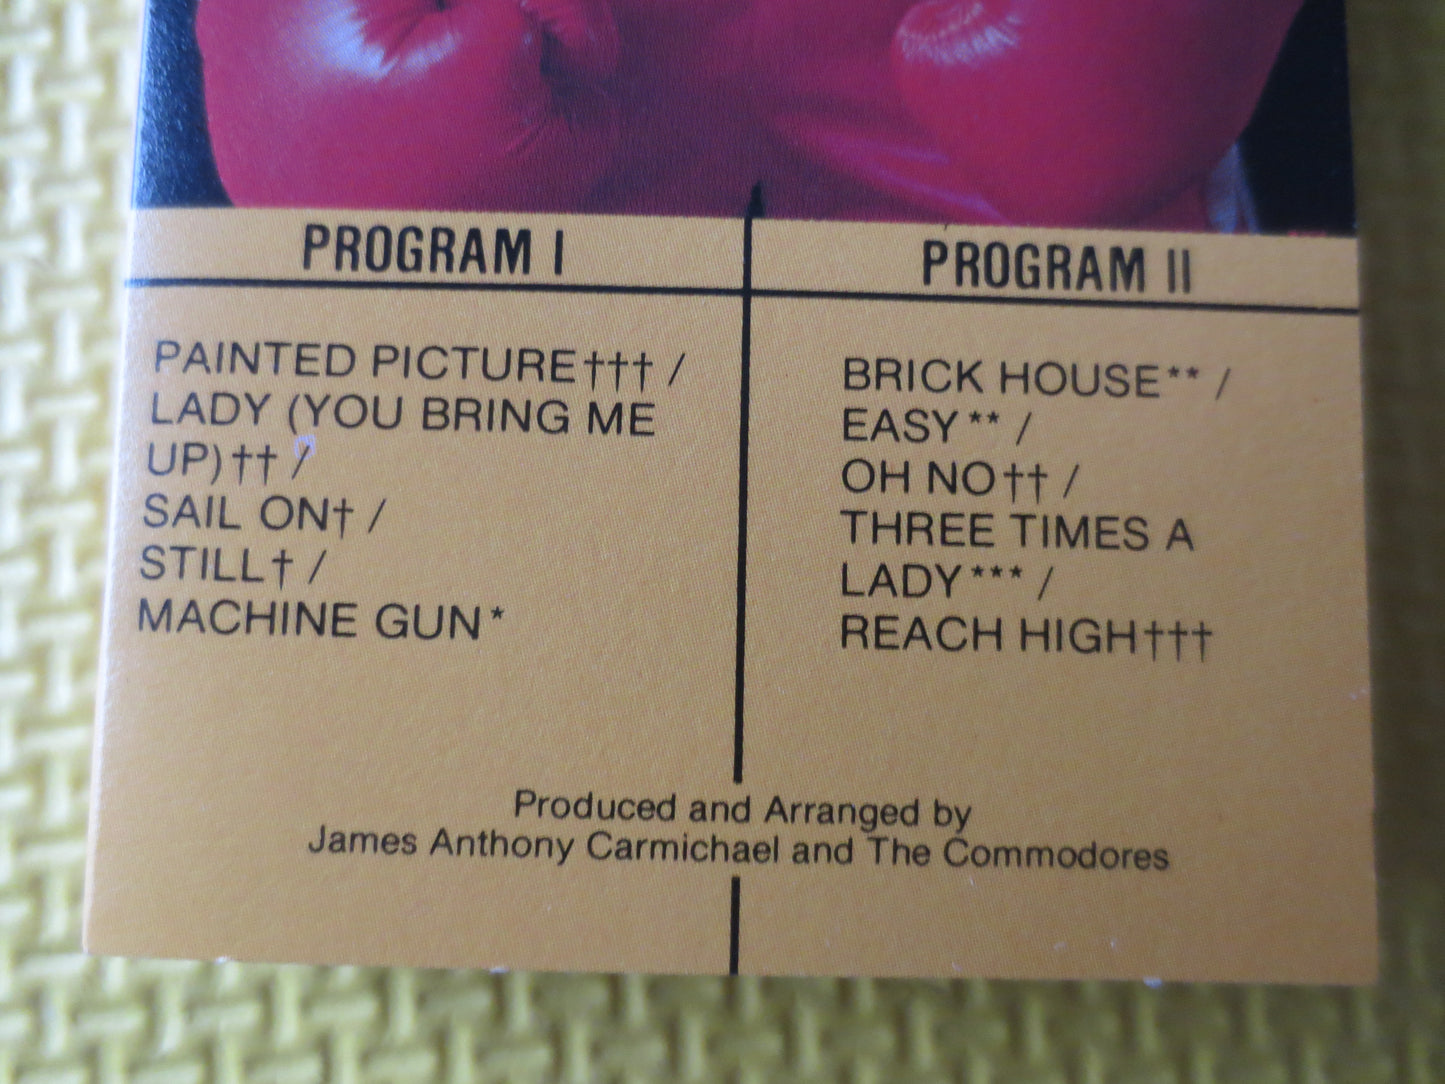 PROGRAM I
PAINTED PICTURE††† /
LADY (YOU BRING ME
UP)†† /
SAIL ON† /
STILL† /
MACHINE GUN*
PROGRAM II
BRICK HOUSE** /
EASY** /
OH NO†† /
THREE TIMES A
LADY*** /
REACH HIGH†††
Produced and Arranged by
James Anthony Carmichael and The Commodores